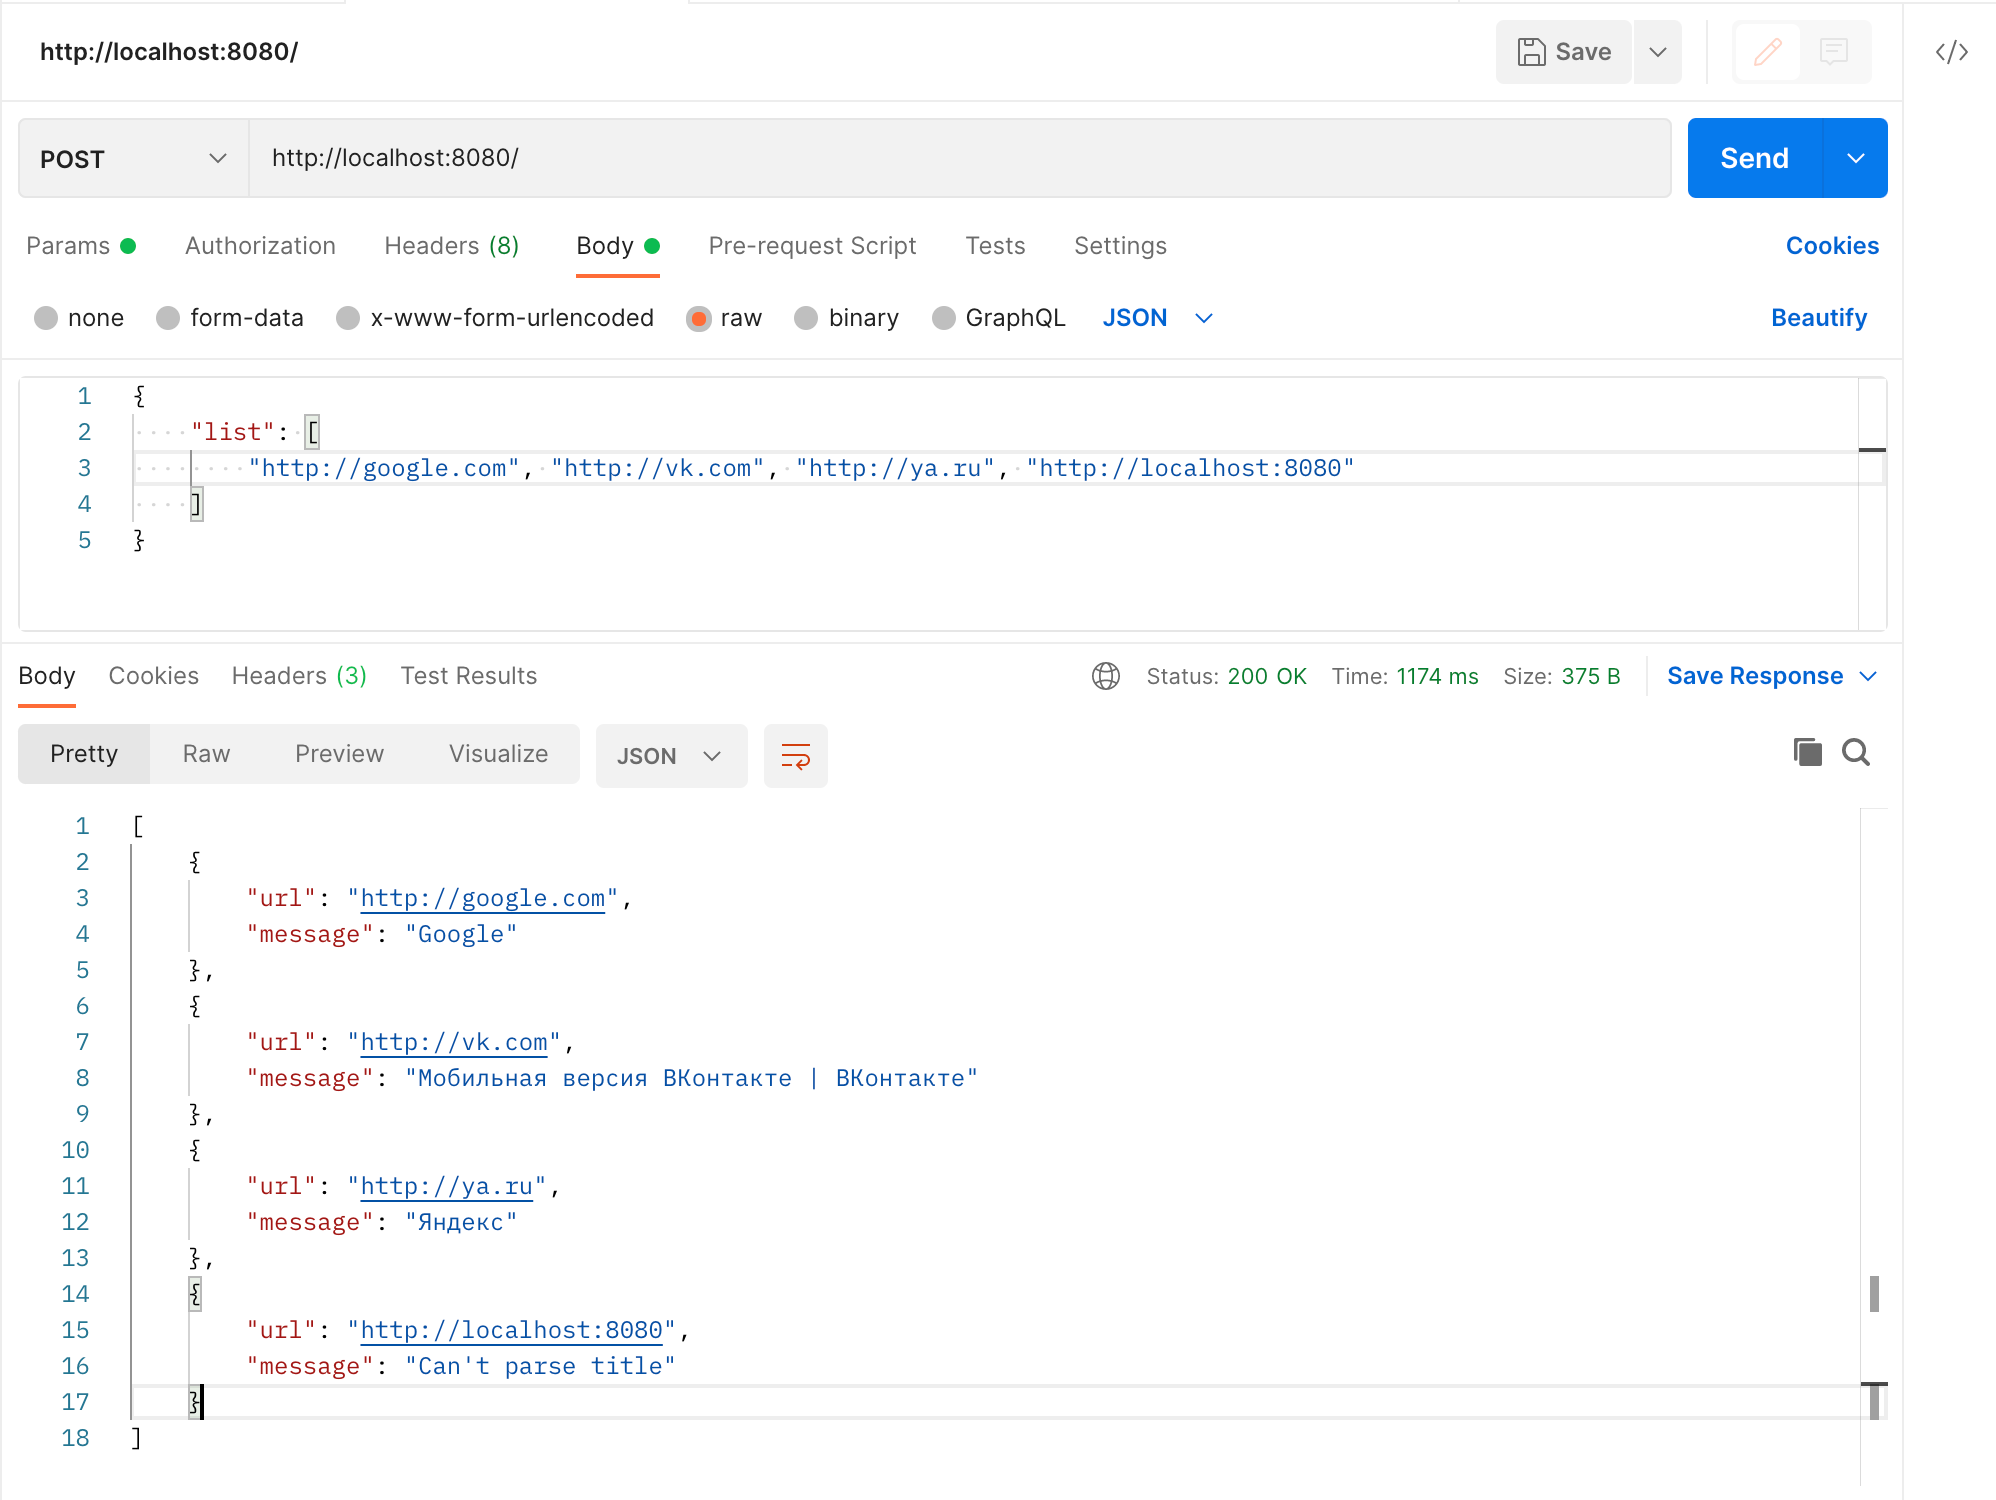 http://localhost:8080/ Save </>
POST http://localhost:8080/ Send
Params Authorization Headers (8) Body Pre-request Script Tests Settings Cookies
none form-data x-www-form-urlencoded raw binary GraphQL JSON Beautify
1 {
2 "list": [
3 "http://google.com", "http://vk.com", "http://ya.ru", "http://localhost:8080"
4 ]
5 }
Body Cookies Headers (3) Test Results Status: 200 OK Time: 1174 ms Size: 375 B Save Response
Pretty Raw Preview Visualize JSON
1 [
2 {
3 "url": "http://google.com",
4 "message": "Google"
5 },
6 {
7 "url": "http://vk.com",
8 "message": "Мобильная версия ВКонтакте | ВКонтакте"
9 },
10 {
11 "url": "http://ya.ru",
12 "message": "Яндекс"
13 },
14 {
15 "url": "http://localhost:8080",
16 "message": "Can't parse title"
17 }
18 ]